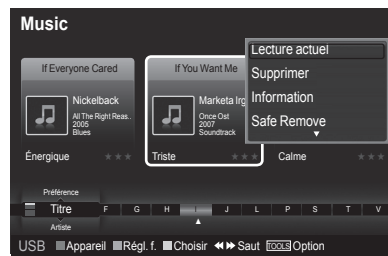 Music
If Everyone Cared
Nickelback
All The Right Reas..
2005
Blues
Énergique
If You Want Me
Marketa Irg
Once Ost
2007
Soundtrack
Triste
Calme
Lecture actuel
Supprimer
Information
Safe Remove
Préférence
Titre F G H I J L P S T V
Artiste
USB Appareil Régl. f. Choisir Saut TOOLS Option